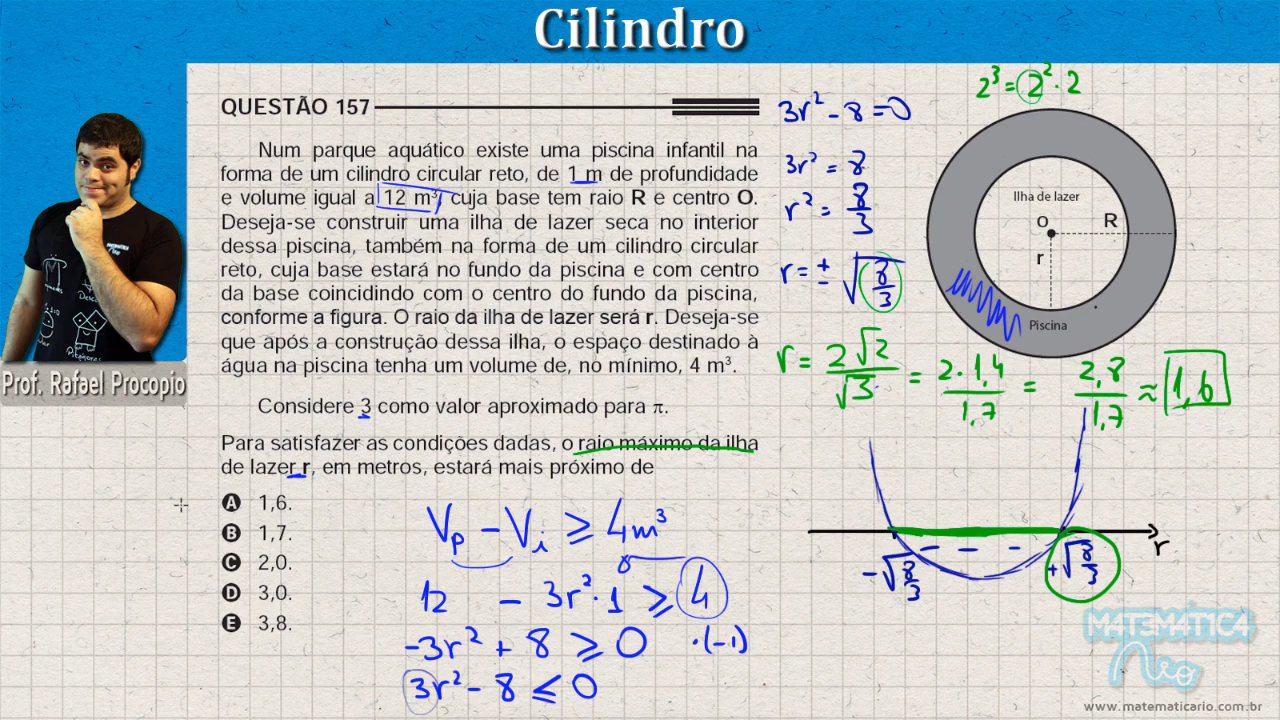 Cilindro
QUESTÃO 157
Num parque aquático existe uma piscina infantil na
forma de um cilindro circular reto, de 1 m de profundidade
e volume igual a 12 m³, cuja base tem raio R e centro O.
Deseja-se construir uma ilha de lazer seca no interior
dessa piscina, também na forma de um cilindro circular
reto, cuja base estará no fundo da piscina e com centro
da base coincidindo com o centro do fundo da piscina,
conforme a figura. O raio da ilha de lazer será r. Deseja-se
que após a construção dessa ilha, o espaço destinado à
água na piscina tenha um volume de, no mínimo, 4 m³.
Considere 3 como valor aproximado para π.
Para satisfazer as condições dadas, o raio máximo da ilha
de lazer r, em metros, estará mais próximo de
A 1,6.
B 1,7.
C 2,0.
D 3,0.
E 3,8.
Vp - Vi ≥ 4m³
12 - 3r²·1 ≥ 4
-3r² + 8 ≥ 0 ·(-1)
3r² - 8 ≤ 0
3r² - 8 = 0
3r² = 8
r² = 8/3
r = ± √(8/3)
r = 2√2/√3 = 2·1,4/1,7 = 2,8/1,7 ≈ 1,6
2³ = 2²·2
Ilha de lazer
O
R
r
Piscina
-√(8/3)
+√(8/3)
r
Prof. Rafael Procopio
MATEMÁTICA
Rio
www.matematicario.com.br